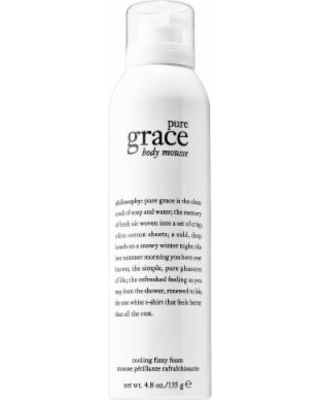 pure
grace
body mousse
philosophy: pure grace is the clean
smell of soap and water; the memory
of fresh air woven into a set of crisp,
white cotton sheets; a cold, deep
breath on a snowy winter night; the
best summer morning you have ever
known, the simple, pure pleasures
of life; the refreshed feeling as you
step from the shower, renewed to life,
the one white t-shirt that feels better
than all the rest.
cooling fizzy foam
mousse pétillante rafraîchissante
net wt. 4.8 oz./135 g